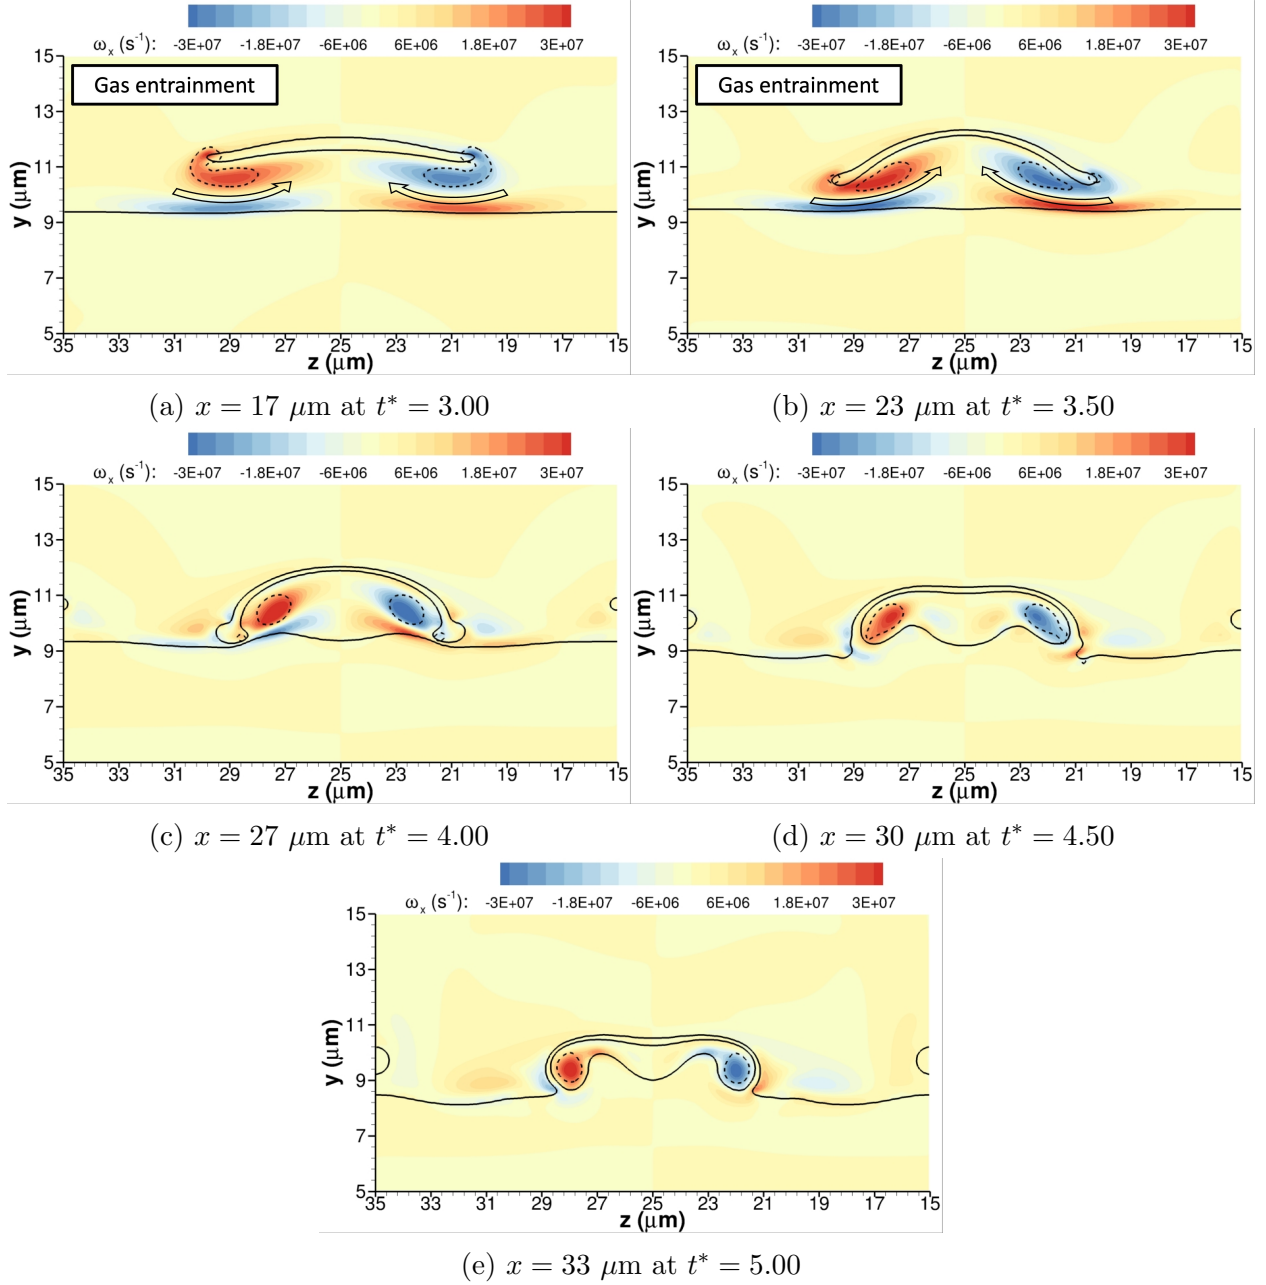 ωx (s-1): -3E+07 -1.8E+07 -6E+06 6E+06 1.8E+07 3E+07
Gas entrainment
15
13
11
9
7
5
y (μm)
35 33 31 29 27 25 23 21 19 17 15
z (μm)
(a) x = 17 μm at t* = 3.00
ωx (s-1): -3E+07 -1.8E+07 -6E+06 6E+06 1.8E+07 3E+07
Gas entrainment
15
13
11
9
7
5
y (μm)
35 33 31 29 27 25 23 21 19 17 15
z (μm)
(b) x = 23 μm at t* = 3.50
ωx (s-1): -3E+07 -1.8E+07 -6E+06 6E+06 1.8E+07 3E+07
15
13
11
9
7
5
y (μm)
35 33 31 29 27 25 23 21 19 17 15
z (μm)
(c) x = 27 μm at t* = 4.00
ωx (s-1): -3E+07 -1.8E+07 -6E+06 6E+06 1.8E+07 3E+07
15
13
11
9
7
5
y (μm)
35 33 31 29 27 25 23 21 19 17 15
z (μm)
(d) x = 30 μm at t* = 4.50
ωx (s-1): -3E+07 -1.8E+07 -6E+06 6E+06 1.8E+07 3E+07
15
13
11
9
7
5
y (μm)
35 33 31 29 27 25 23 21 19 17 15
z (μm)
(e) x = 33 μm at t* = 5.00